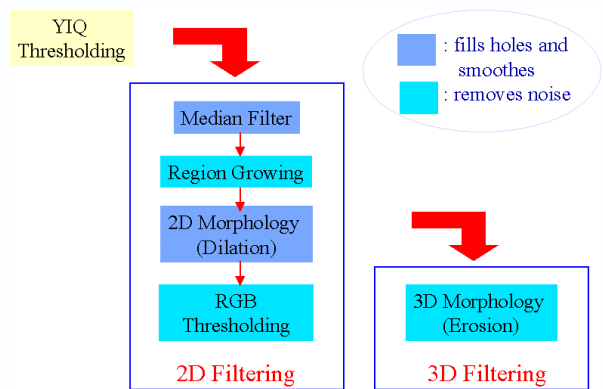 YIQ
Thresholding
: fills holes and
smoothes
: removes noise
Median Filter
Region Growing
2D Morphology
(Dilation)
RGB
Thresholding
2D Filtering
3D Morphology
(Erosion)
3D Filtering